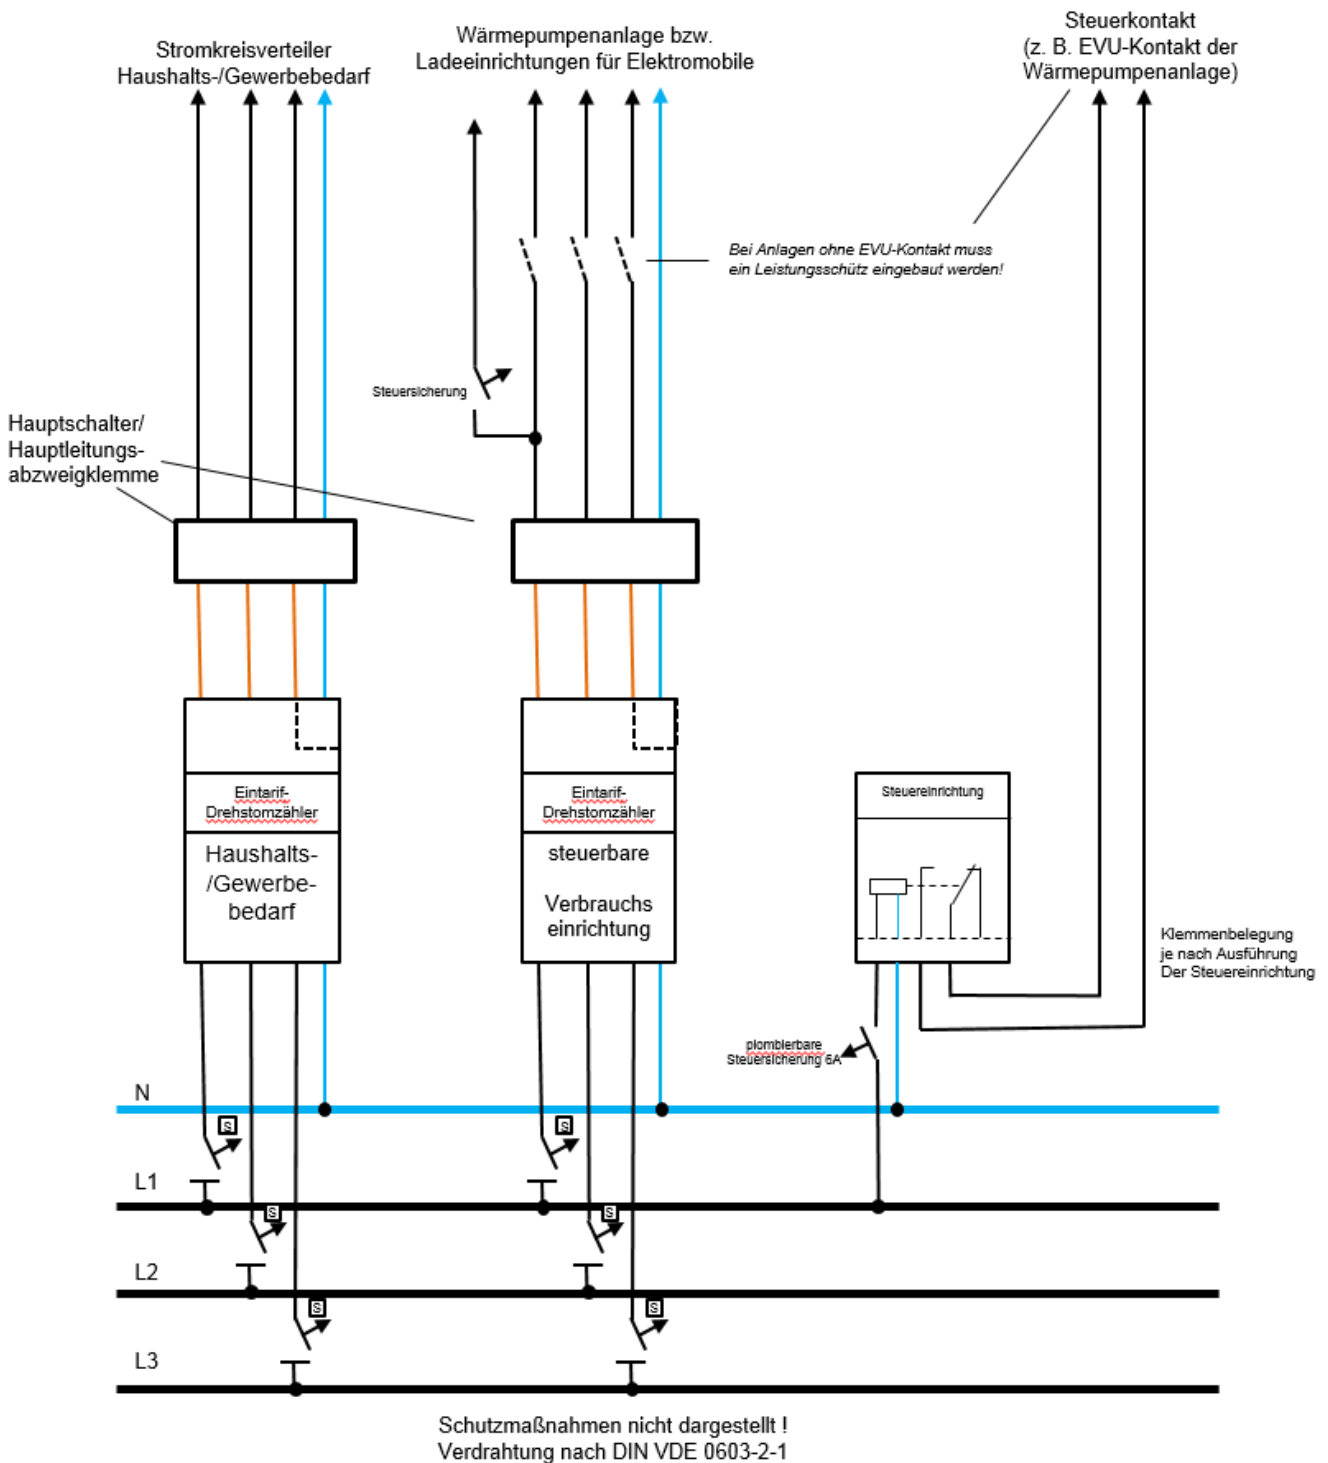 Stromkreisverteiler
Haushalts-/Gewerbebedarf
Wärmepumpenanlage bzw.
Ladeeinrichtungen für Elektromobile
Steuerkontakt
(z. B. EVU-Kontakt der
Wärmepumpenanlage)
Bei Anlagen ohne EVU-Kontakt muss
ein Leistungsschütz eingebaut werden!
Steuersicherung
Hauptschalter/
Hauptleitungs-
abzweigklemme
Eintarif-
Drehstomzähler
Haushalts-
/Gewerbe-
bedarf
Eintarif-
Drehstomzähler
steuerbare
Verbrauchs
einrichtung
Steuereinrichtung
Klemmenbelegung
je nach Ausführung
Der Steuereinrichtung
plombierbare
Steuersicherung 6A
N
S
S
L1
S
S
L2
S
S
L3
Schutzmaßnahmen nicht dargestellt !
Verdrahtung nach DIN VDE 0603-2-1